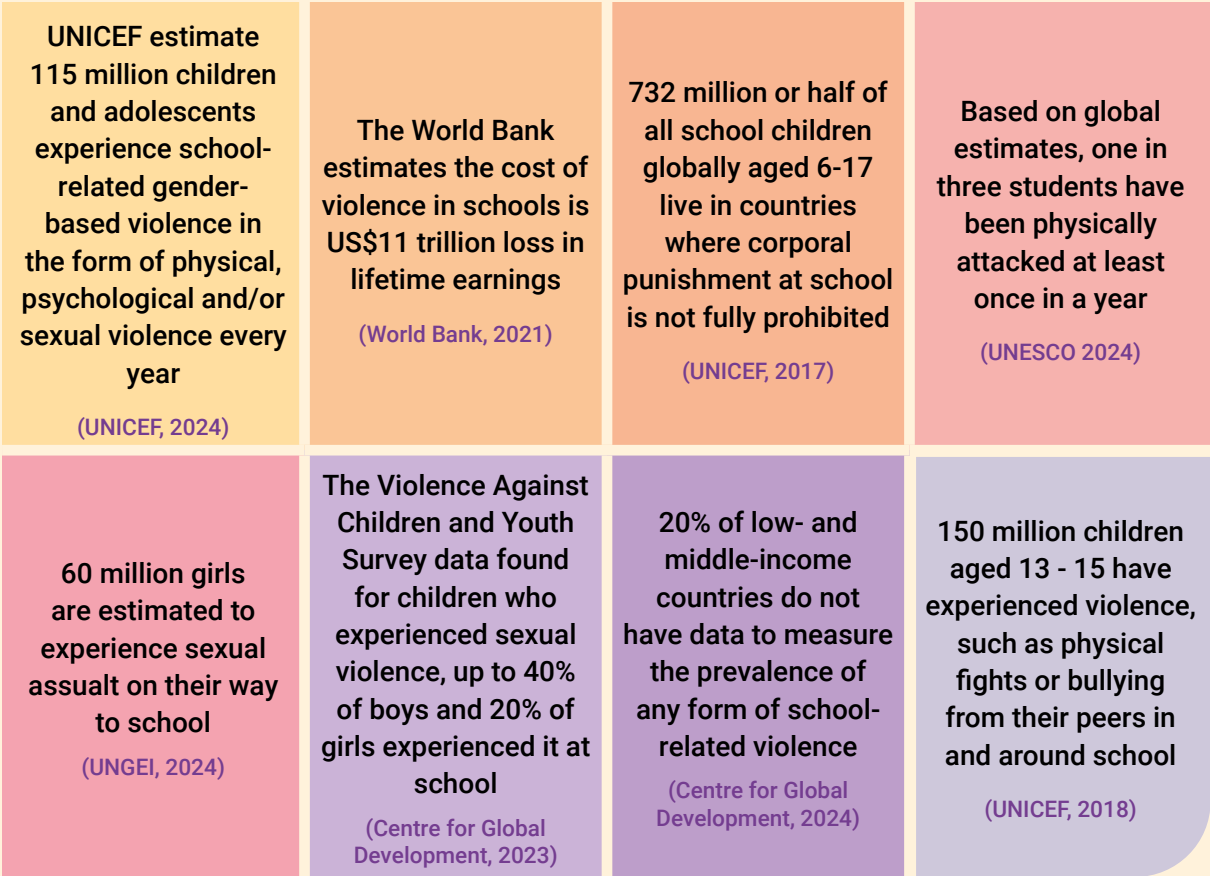 UNICEF estimate
115 million children
and adolescents
experience school-
related gender-
based violence in
the form of physical,
psychological and/or
sexual violence every
year
(UNICEF, 2024)
The World Bank
estimates the cost of
violence in schools is
US$11 trillion loss in
lifetime earnings
(World Bank, 2021)
732 million or half of
all school children
globally aged 6-17
live in countries
where corporal
punishment at school
is not fully prohibited
(UNICEF, 2017)
Based on global
estimates, one in
three students have
been physically
attacked at least
once in a year
(UNESCO 2024)
60 million girls
are estimated to
experience sexual
assualt on their way
to school
(UNGEI, 2024)
The Violence Against
Children and Youth
Survey data found
for children who
experienced sexual
violence, up to 40%
of boys and 20% of
girls experienced it at
school
(Centre for Global
Development, 2023)
20% of low- and
middle-income
countries do not
have data to measure
the prevalence of
any form of school-
related violence
(Centre for Global
Development, 2024)
150 million children
aged 13 - 15 have
experienced violence,
such as physical
fights or bullying
from their peers in
and around school
(UNICEF, 2018)